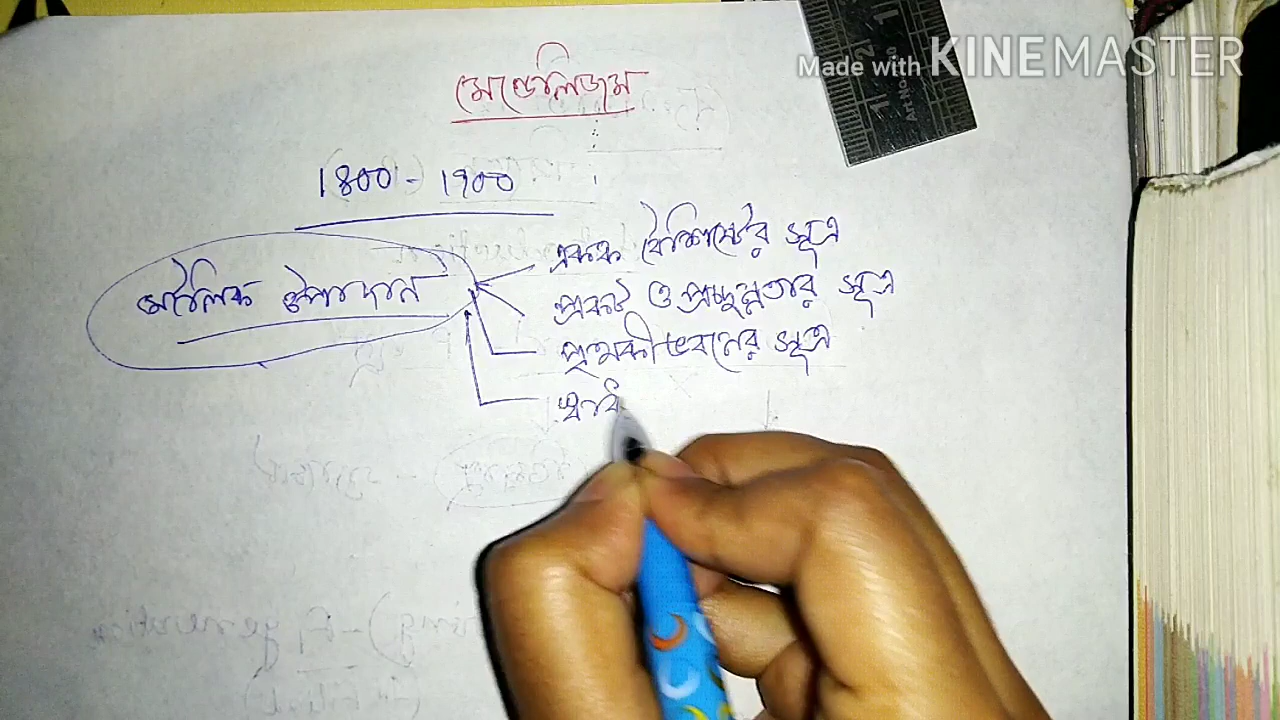 Made with KINEMASTER
মেন্ডেলিজম
1800 - 1900
মৌলিক উপাদান
একক বৈশিষ্টের সূত্র
প্রকট ও প্রচ্ছন্নতার সূত্র
পৃথকীভবনের সূত্র
স্বাধি